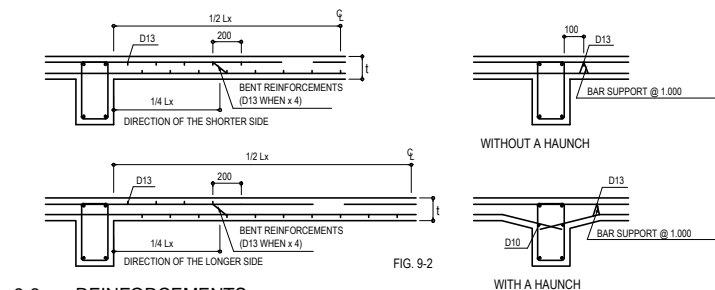 1/2 Lx
℄
D13
200
t
BENT REINFORCEMENTS
(D13 WHEN x 4)
1/4 Lx
DIRECTION OF THE SHORTER SIDE
100
D13
BAR SUPPORT @ 1.000
WITHOUT A HAUNCH
1/2 Lx
℄
D13
200
t
BENT REINFORCEMENTS
(D13 WHEN x 4)
1/4 Lx
DIRECTION OF THE LONGER SIDE
FIG. 9-2
D13
D10
BAR SUPPORT @ 1.000
WITH A HAUNCH
REINFORCEMENTS